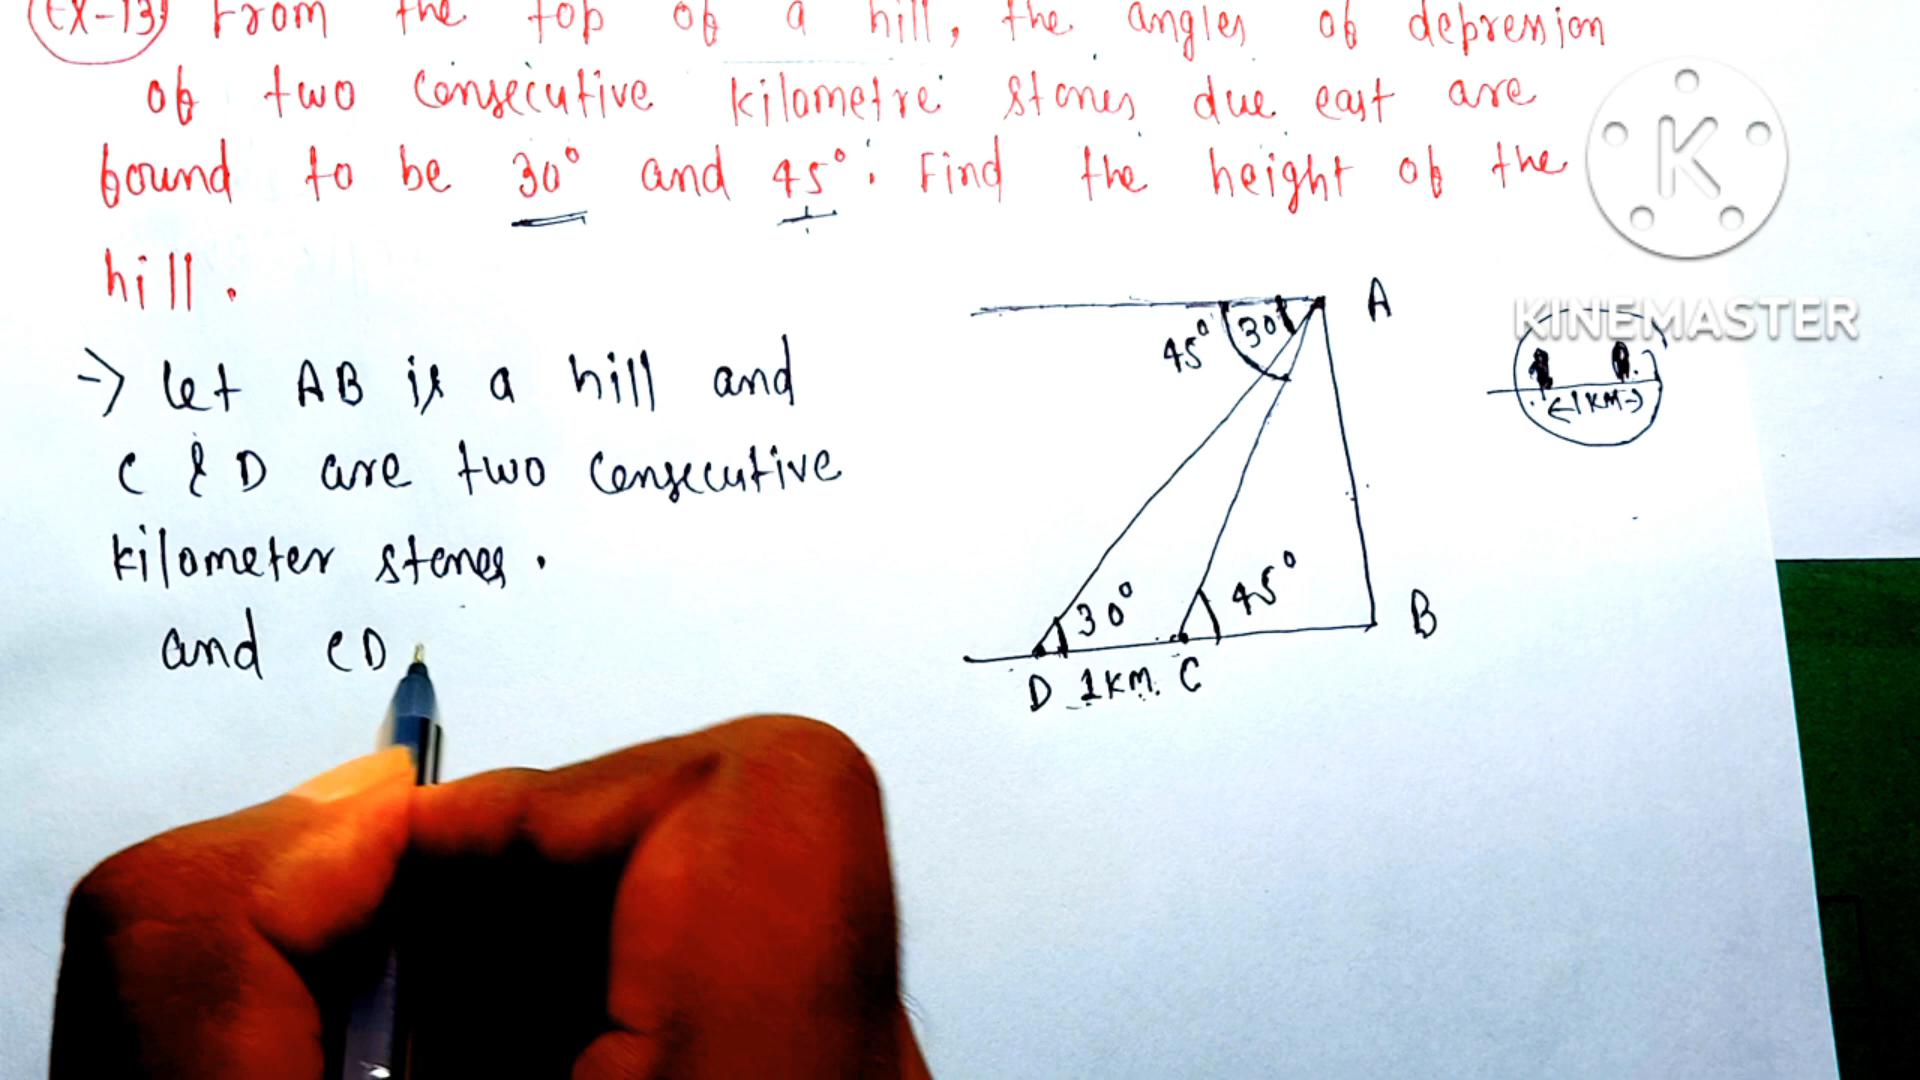 Ex-13) From the top of a hill, the angles of depression
of two consecutive kilometre stones due east are
found to be 30° and 45°. Find the height of the
hill.
K
KINEMASTER
A
45° 30°
<-1KM->
-> Let AB is a hill and
C & D are two consecutive
kilometer stones.
and CD
30° 45° B
D 1KM. C